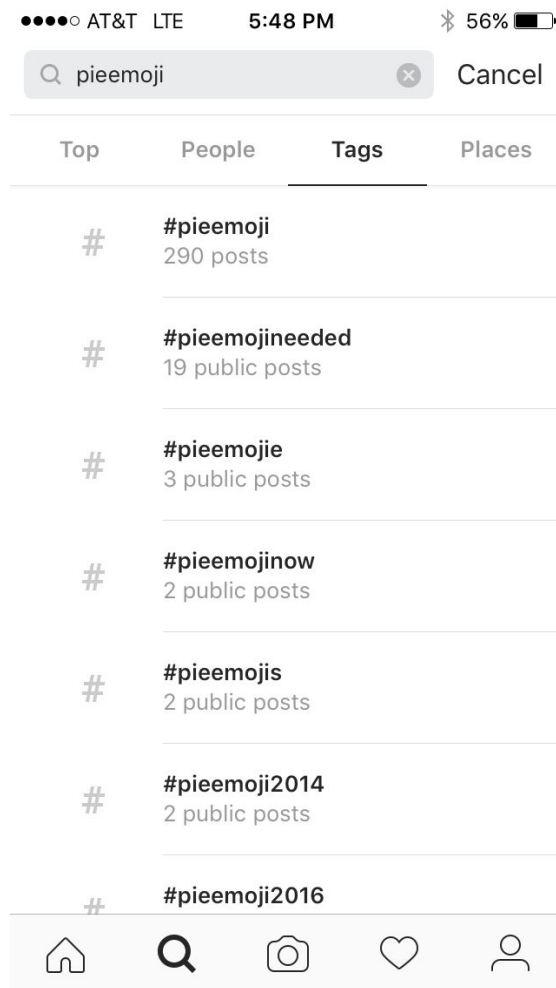 AT&T LTE 5:48 PM 56%
pieemoji Cancel
Top People Tags Places
# #pieemoji
290 posts
# #pieemojineeded
19 public posts
# #pieemojie
3 public posts
# #pieemojinow
2 public posts
# #pieemojis
2 public posts
# #pieemoji2014
2 public posts
# #pieemoji2016